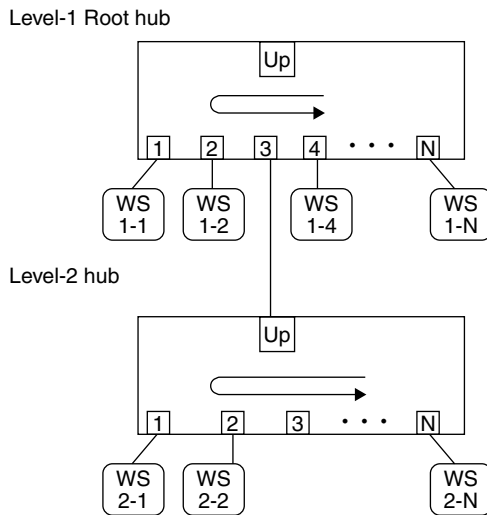 Level-1 Root hub
Up
1 2 3 4 • • • N
WS 1-1
WS 1-2
WS 1-4
WS 1-N
Level-2 hub
Up
1 2 3 • • • N
WS 2-1
WS 2-2
WS 2-N